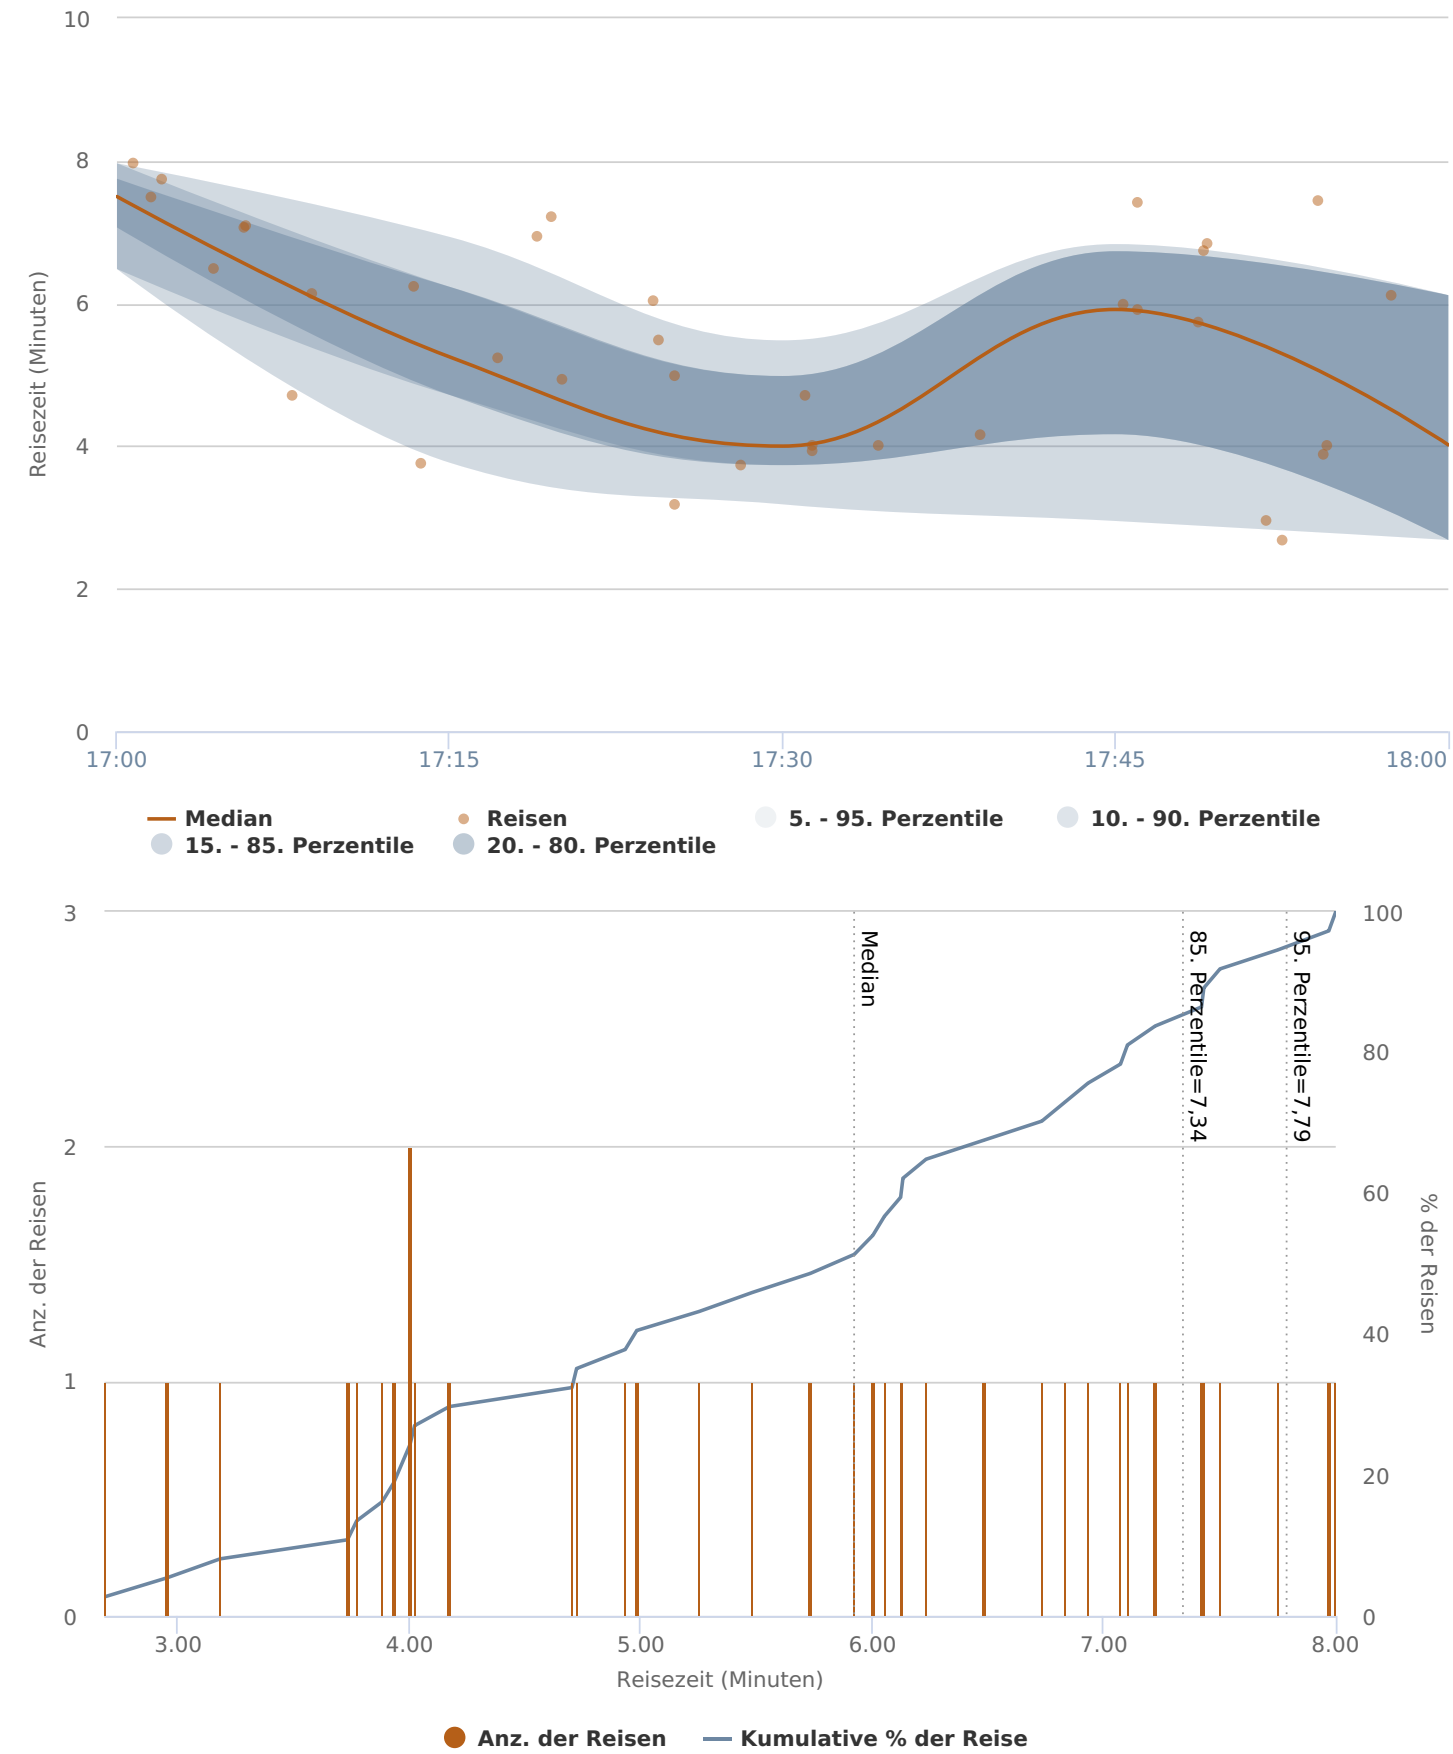 10
8
6
4
2
0
Reisezeit (Minuten)
17:00 17:15 17:30 17:45 18:00
Median Reisen 5. - 95. Perzentile 10. - 90. Perzentile
15. - 85. Perzentile 20. - 80. Perzentile
3
2
1
0
Anz. der Reisen
Median
85. Perzentile=7,34
95. Perzentile=7,79
100
80
60
40
20
0
% der Reisen
3.00 4.00 5.00 6.00 7.00 8.00
Reisezeit (Minuten)
Anz. der Reisen Kumulative % der Reise